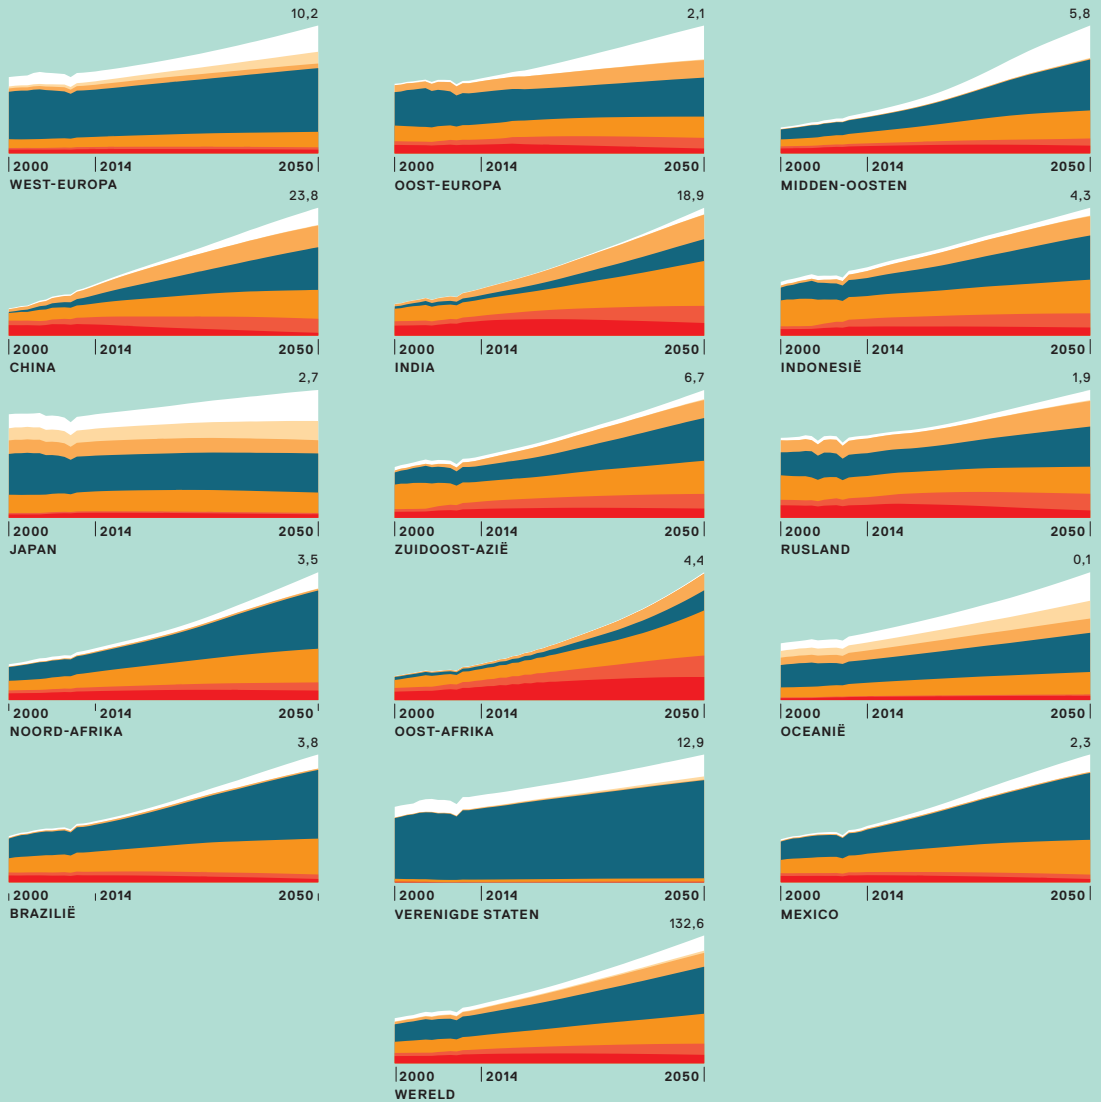 10,2
2,1
5,8
2000 2014 2050
WEST-EUROPA
2000 2014 2050
OOST-EUROPA
2000 2014 2050
MIDDEN-OOSTEN
23,8
18,9
4,3
2000 2014 2050
CHINA
2000 2014 2050
INDIA
2000 2014 2050
INDONESIË
2,7
6,7
1,9
2000 2014 2050
JAPAN
2000 2014 2050
ZUIDOOST-AZIË
2000 2014 2050
RUSLAND
3,5
4,4
0,1
2000 2014 2050
NOORD-AFRIKA
2000 2014 2050
OOST-AFRIKA
2000 2014 2050
OCEANIË
3,8
12,9
2,3
2000 2014 2050
BRAZILIË
2000 2014 2050
VERENIGDE STATEN
2000 2014 2050
MEXICO
132,6
2000 2014 2050
WERELD